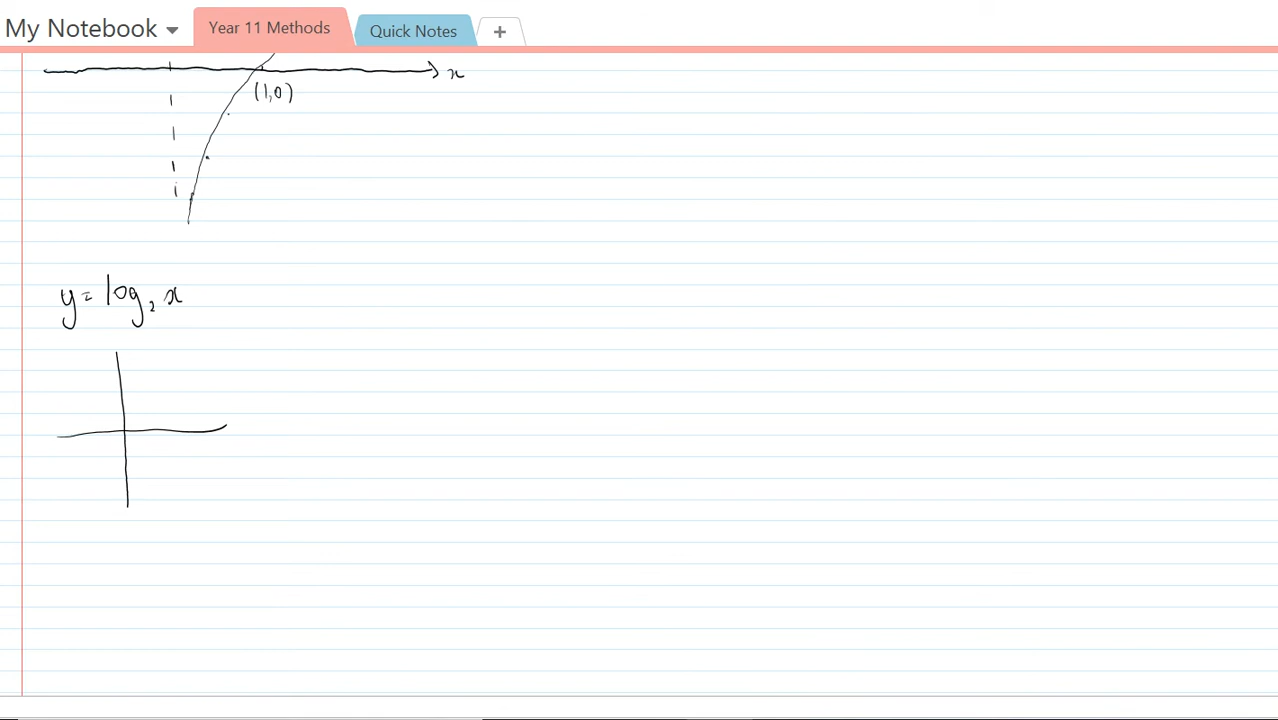 My Notebook Year 11 Methods Quick Notes +
x
(1,0)
y = log₂ x